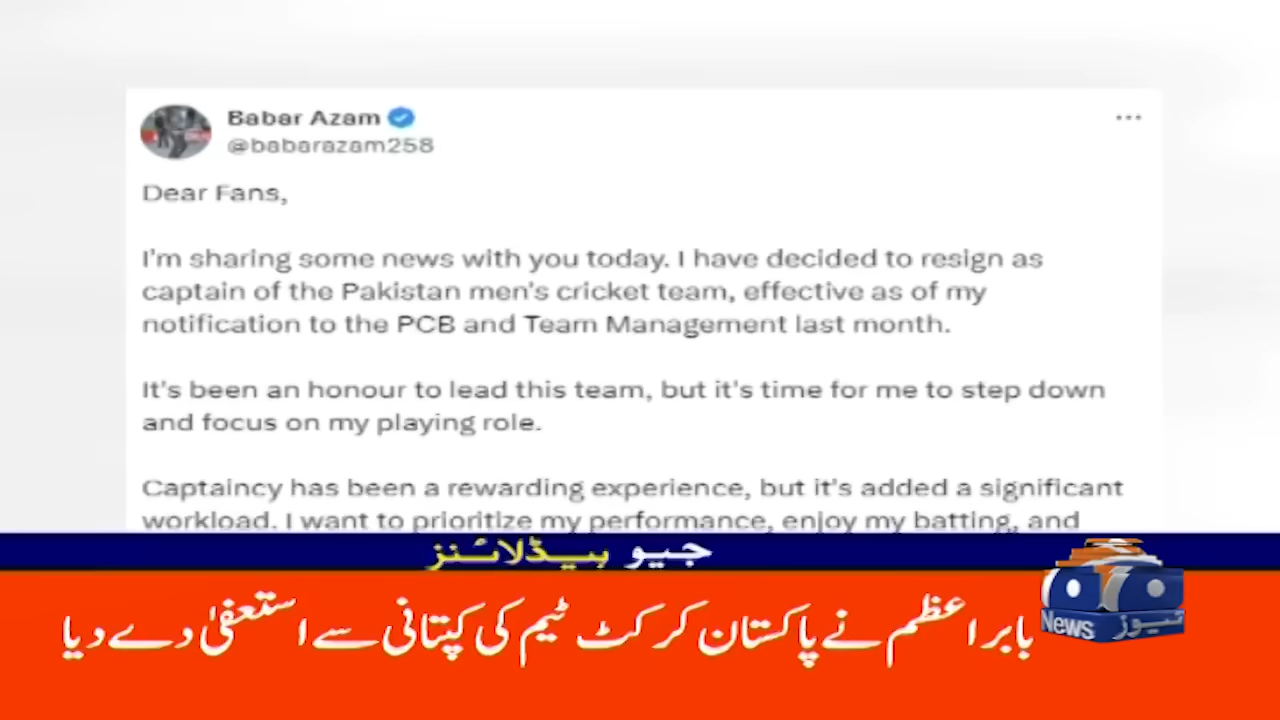 Babar Azam
@babarazam258
Dear Fans,
I'm sharing some news with you today. I have decided to resign as
captain of the Pakistan men's cricket team, effective as of my
notification to the PCB and Team Management last month.
It's been an honour to lead this team, but it's time for me to step down
and focus on my playing role.
Captaincy has been a rewarding experience, but it's added a significant
workload. I want to prioritize my performance, enjoy my batting, and
جیو ہیڈلائنز
بابر اعظم نے پاکستان کرکٹ ٹیم کی کپتانی سے استعفیٰ دے دیا
News نیوز